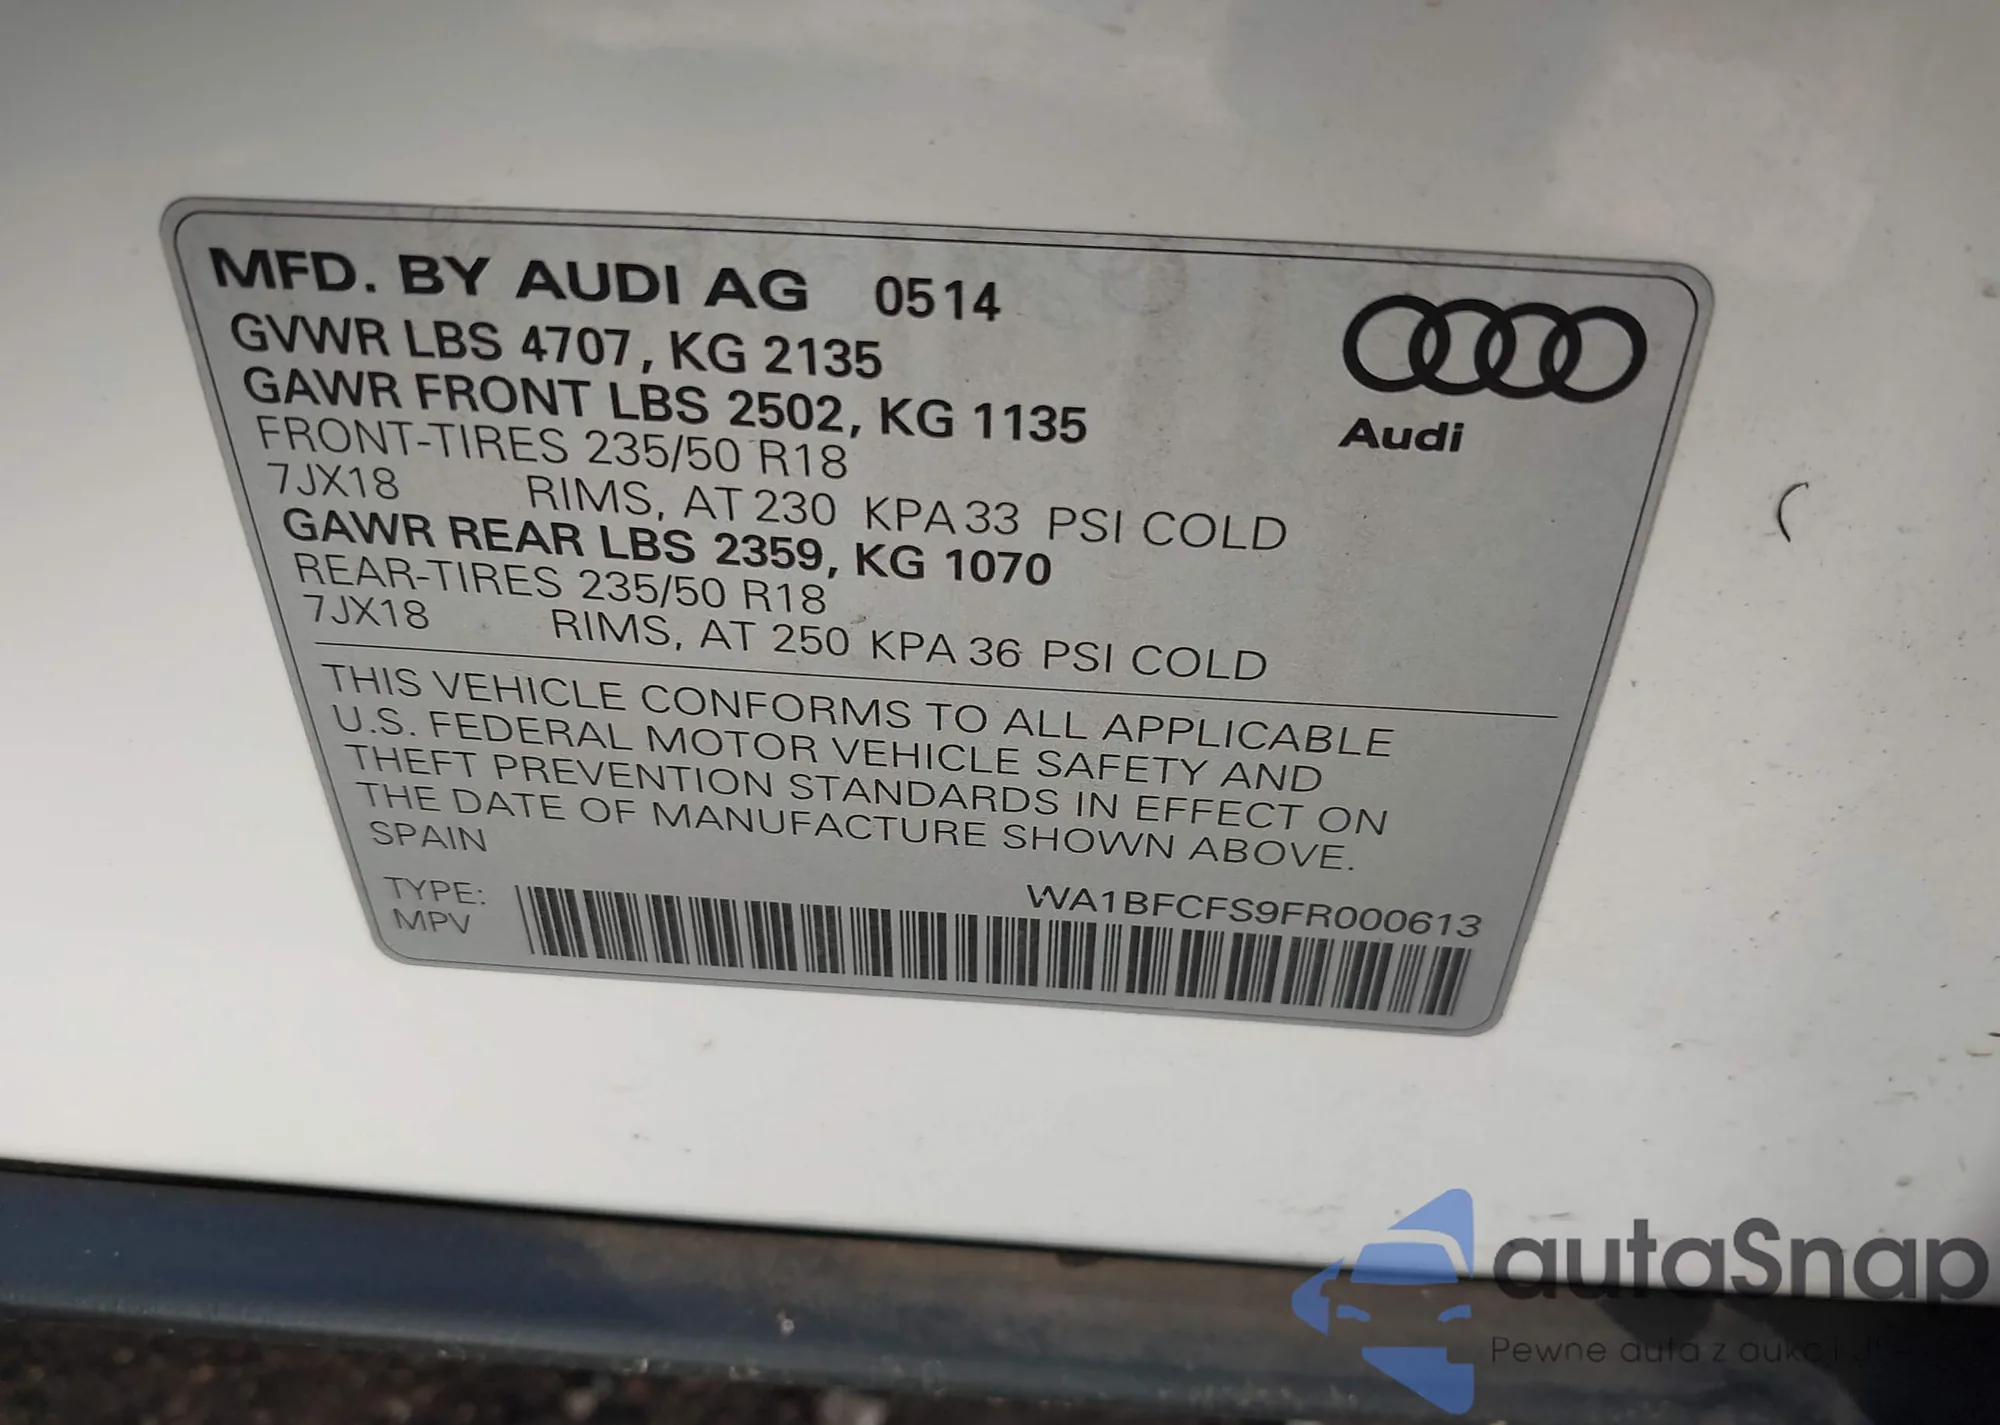 MFD. BY AUDI AG 0514
GVWR LBS 4707, KG 2135
GAWR FRONT LBS 2502, KG 1135
FRONT-TIRES 235/50 R18
7JX18 RIMS, AT 230 KPA 33 PSI COLD
GAWR REAR LBS 2359, KG 1070
REAR-TIRES 235/50 R18
7JX18 RIMS, AT 250 KPA 36 PSI COLD
Audi
THIS VEHICLE CONFORMS TO ALL APPLICABLE
U.S. FEDERAL MOTOR VEHICLE SAFETY AND
THEFT PREVENTION STANDARDS IN EFFECT ON
THE DATE OF MANUFACTURE SHOWN ABOVE.
SPAIN
TYPE: WA1BFCFS9FR000613
MPV
autaSnap
Pewne auta z